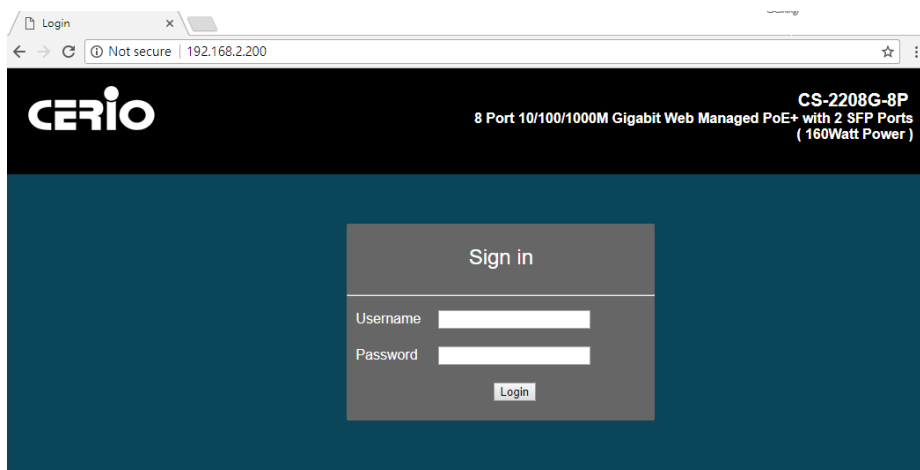 Login
Not secure | 192.168.2.200
CERIO
CS-2208G-8P
8 Port 10/100/1000M Gigabit Web Managed PoE+ with 2 SFP Ports
( 160Watt Power )
Sign in
Username
Password
Login